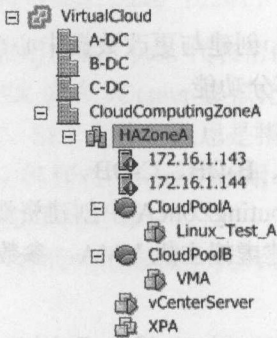 VirtualCloud
A-DC
B-DC
C-DC
CloudComputingZoneA
HAZoneA
172.16.1.143
172.16.1.144
CloudPoolA
Linux_Test_A
CloudPoolB
VMA
vCenterServer
XPA